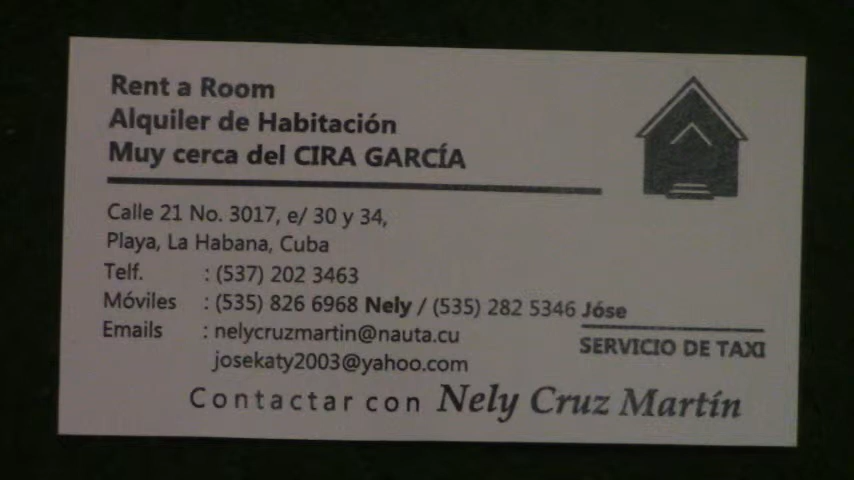 Rent a Room
Alquiler de Habitación
Muy cerca del CIRA GARCÍA
Calle 21 No. 3017, e/ 30 y 34,
Playa, La Habana, Cuba
Telf. : (537) 202 3463
Móviles : (535) 826 6968 Nely / (535) 282 5346 Jóse
Emails : nelycruzmartin@nauta.cu
SERVICIO DE TAXI
josekaty2003@yahoo.com
Contactar con Nely Cruz Martín